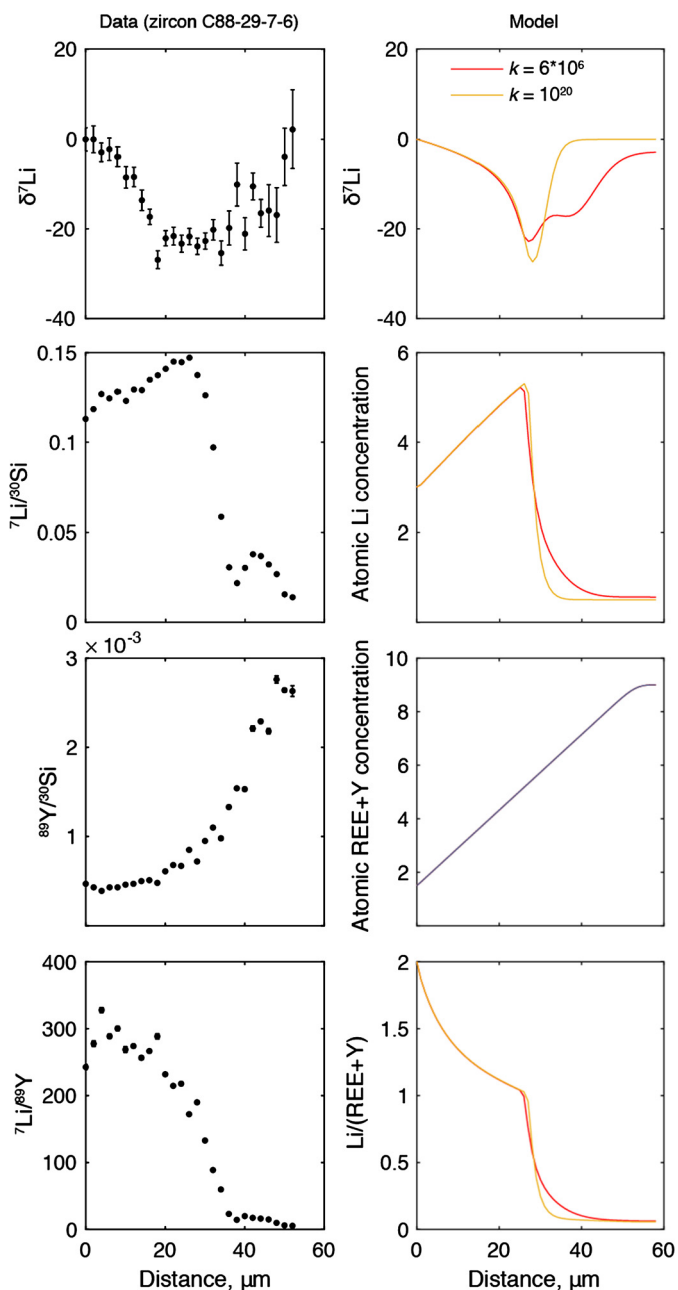 Data (zircon C88-29-7-6)
Model
20
0
-20
-40
δ⁷Li
20
0
-20
-40
δ⁷Li
k = 6*10⁶
k = 10²⁰
0.15
0.1
0.05
0
⁷Li/³⁰Si
6
4
2
Atomic Li concentration
× 10⁻³
3
2
1
⁸⁹Y/³⁰Si
10
8
6
4
2
Atomic REE+Y concentration
400
300
200
100
0
⁷Li/⁸⁹Y
0 20 40 60
Distance, μm
2
1.5
1
0.5
0
Li/(REE+Y)
0 20 40 60
Distance, μm